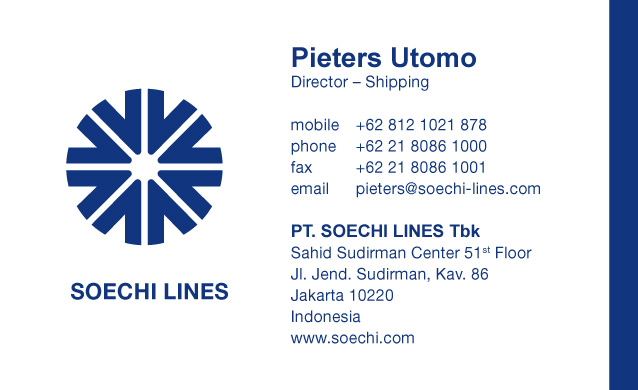 Pieters Utomo
Director – Shipping
mobile +62 812 1021 878
phone +62 21 8086 1000
fax +62 21 8086 1001
email pieters@soechi-lines.com
PT. SOECHI LINES Tbk
Sahid Sudirman Center 51st Floor
Jl. Jend. Sudirman, Kav. 86
Jakarta 10220
Indonesia
www.soechi.com
SOECHI LINES